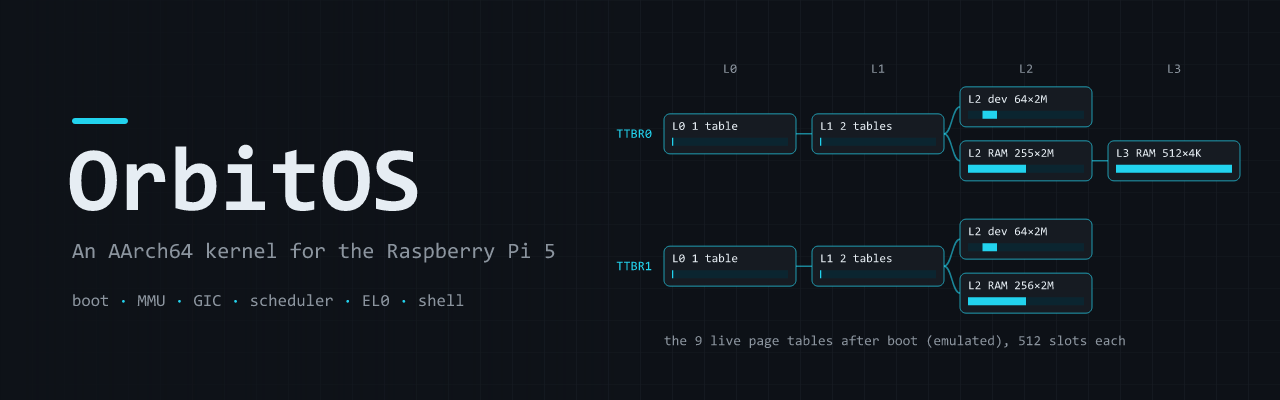 OrbitOS
An AArch64 kernel for the Raspberry Pi 5
boot · MMU · GIC · scheduler · EL0 · shell
L0 L1 L2 L3
TTBR0
L0 1 table
L1 2 tables
L2 dev 64×2M
L2 RAM 255×2M
L3 RAM 512×4K
TTBR1
L0 1 table
L1 2 tables
L2 dev 64×2M
L2 RAM 256×2M
the 9 live page tables after boot (emulated), 512 slots each